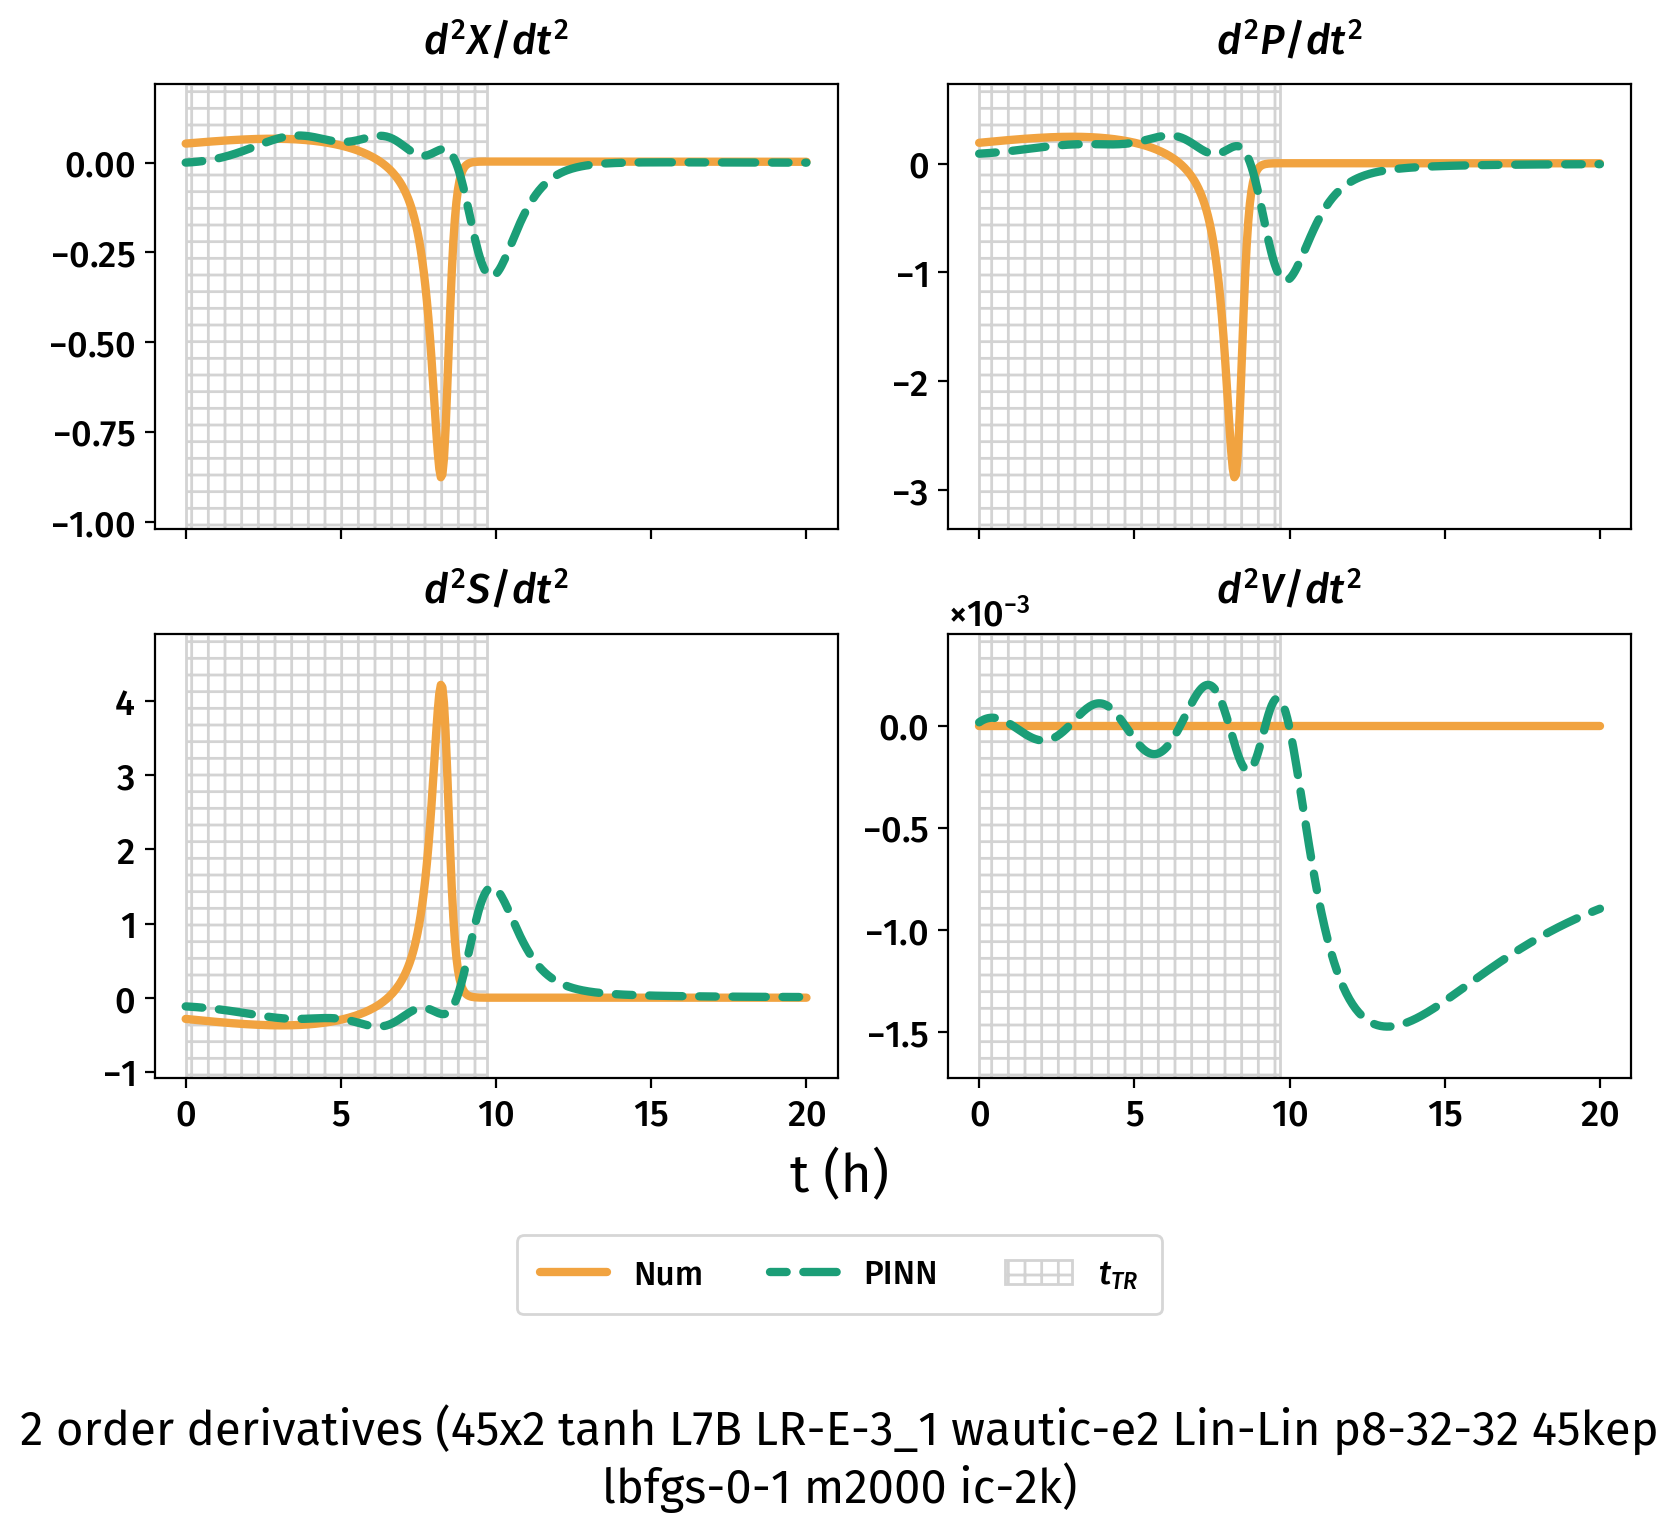 d²X/dt²
d²P/dt²
0.00
−0.25
−0.50
−0.75
−1.00
0
−1
−2
−3
d²S/dt²
d²V/dt²
×10⁻³
4
3
2
1
0
−1
0 5 10 15 20
0.0
−0.5
−1.0
−1.5
0 5 10 15 20
t (h)
Num PINN t_TR
2 order derivatives (45x2 tanh L7B LR-E-3_1 wautic-e2 Lin-Lin p8-32-32 45kep
lbfgs-0-1 m2000 ic-2k)